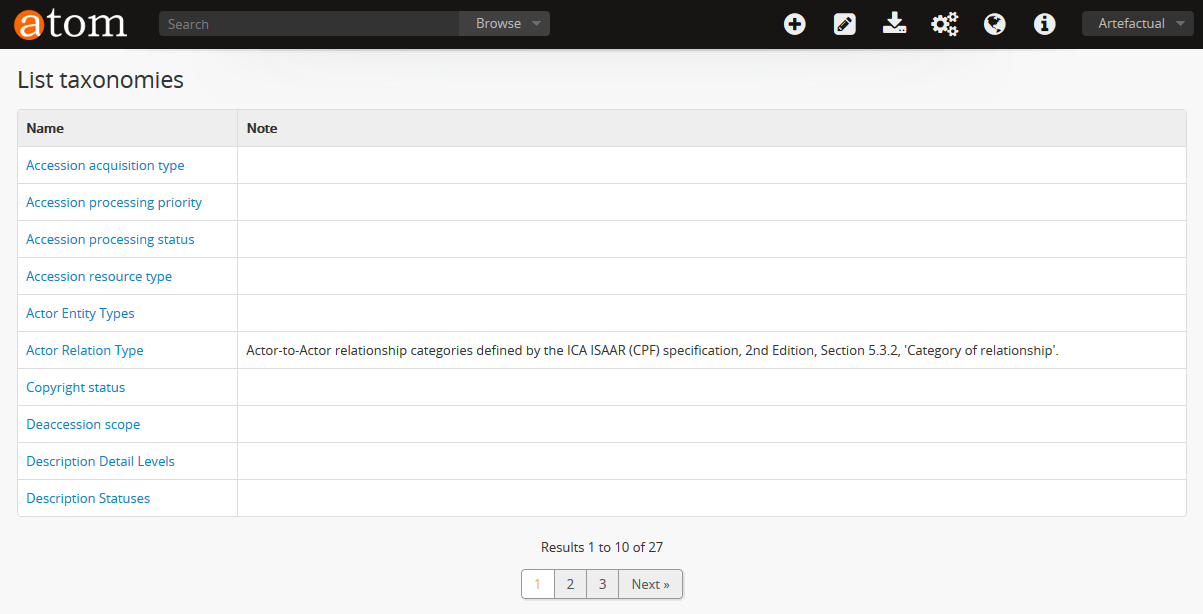 atom
Search
Browse
Artefactual
List taxonomies
Name Note
Accession acquisition type
Accession processing priority
Accession processing status
Accession resource type
Actor Entity Types
Actor Relation Type Actor-to-Actor relationship categories defined by the ICA ISAAR (CPF) specification, 2nd Edition, Section 5.3.2, 'Category of relationship'.
Copyright status
Deaccession scope
Description Detail Levels
Description Statuses
Results 1 to 10 of 27
1 2 3 Next »